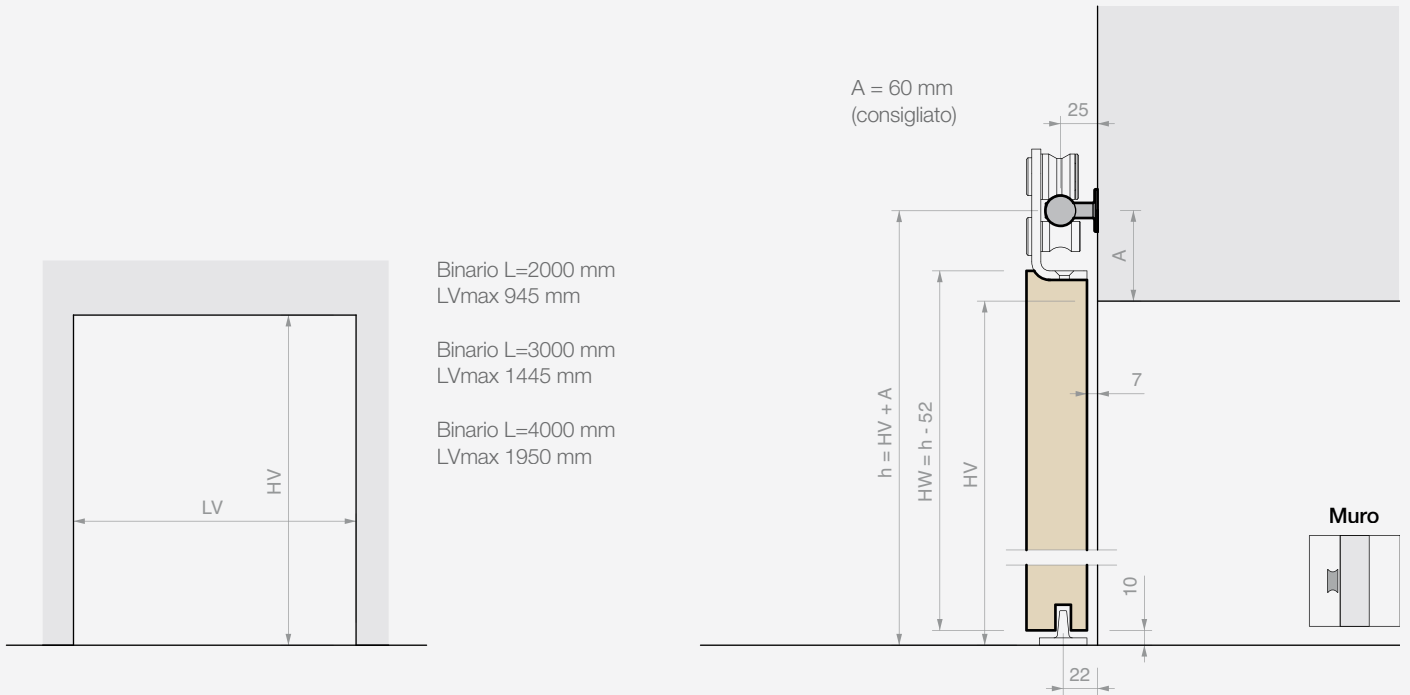 LV
HV
Binario L=2000 mm
LVmax 945 mm
Binario L=3000 mm
LVmax 1445 mm
Binario L=4000 mm
LVmax 1950 mm
A = 60 mm
(consigliato)
25
A
h = HV + A
HW = h - 52
HV
7
10
22
Muro